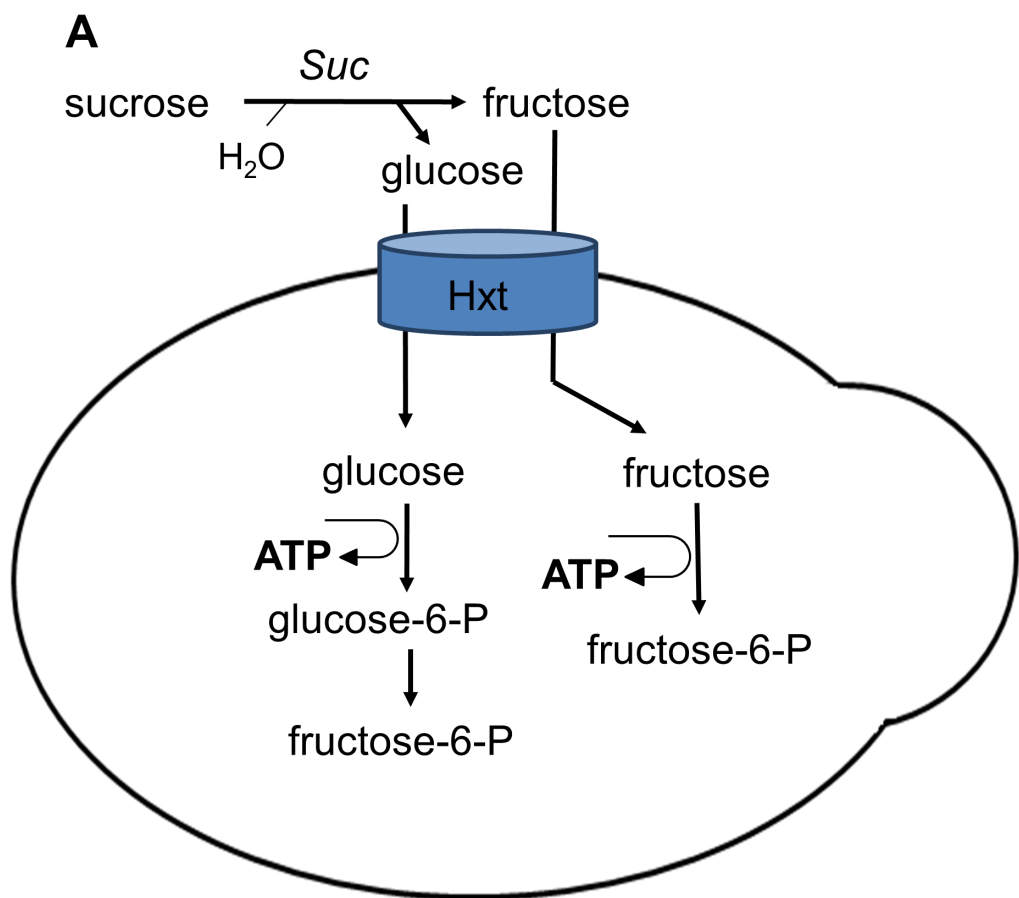 A
Suc
sucrose fructose
H₂O
glucose
Hxt
glucose fructose
ATP ATP
glucose-6-P
fructose-6-P
fructose-6-P